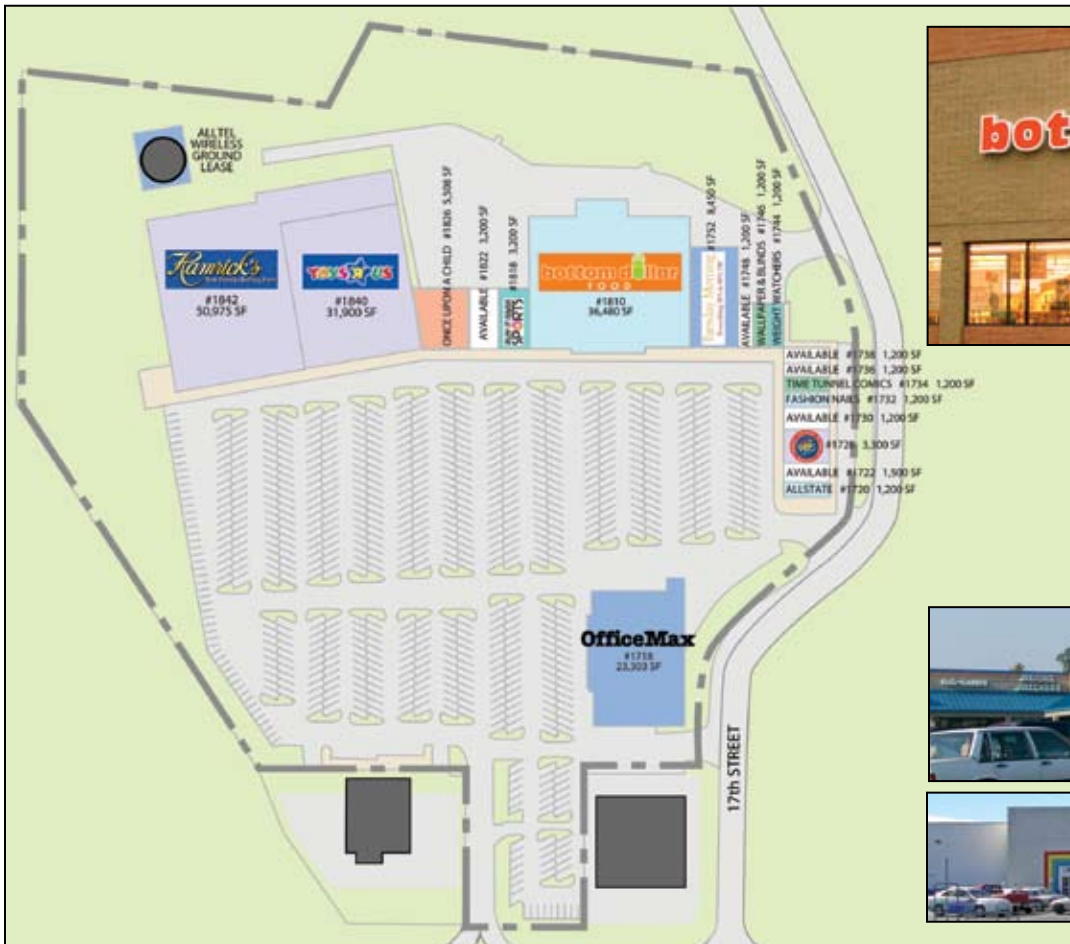 ALLTEL
WIRELESS
GROUND
LEASE
Hamrick's
#1842
50,975 SF
TOYS R US
#1840
31,900 SF
ONCE UPON A CHILD #1826 5,508 SF
AVAILABLE #1822 3,200 SF
SPORTS
#1818 3,200 SF
bottom dollar
FOOD
#1810
36,480 SF
Tuesday Morning
#1752 8,450 SF
AVAILABLE #1748 1,200 SF
WALLPAPER & BLINDS #1746 1,200 SF
WEIGHT WATCHERS #1744 1,200 SF
AVAILABLE #1738 1,200 SF
AVAILABLE #1736 1,200 SF
TIME TUNNEL COMICS #1734 1,200 SF
FASHION NAILS #1732 1,200 SF
AVAILABLE #1730 1,200 SF
#1728 3,300 SF
AVAILABLE #1722 1,500 SF
ALLSTATE #1720 1,200 SF
OfficeMax
#1718
23,303 SF
17th STREET
bot